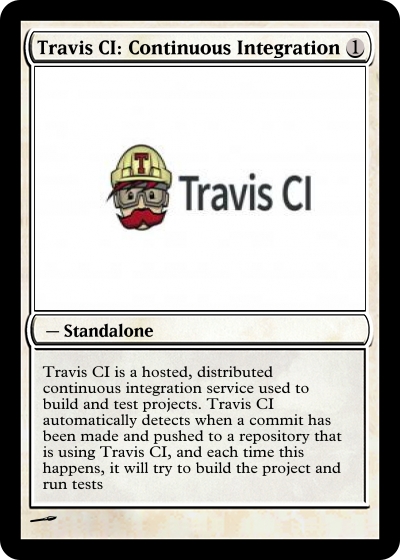 Travis CI: Continuous Integration 1
T
Travis CI
— Standalone
Travis CI is a hosted, distributed
continuous integration service used to
build and test projects. Travis CI
automatically detects when a commit has
been made and pushed to a repository that
is using Travis CI, and each time this
happens, it will try to build the project and
run tests